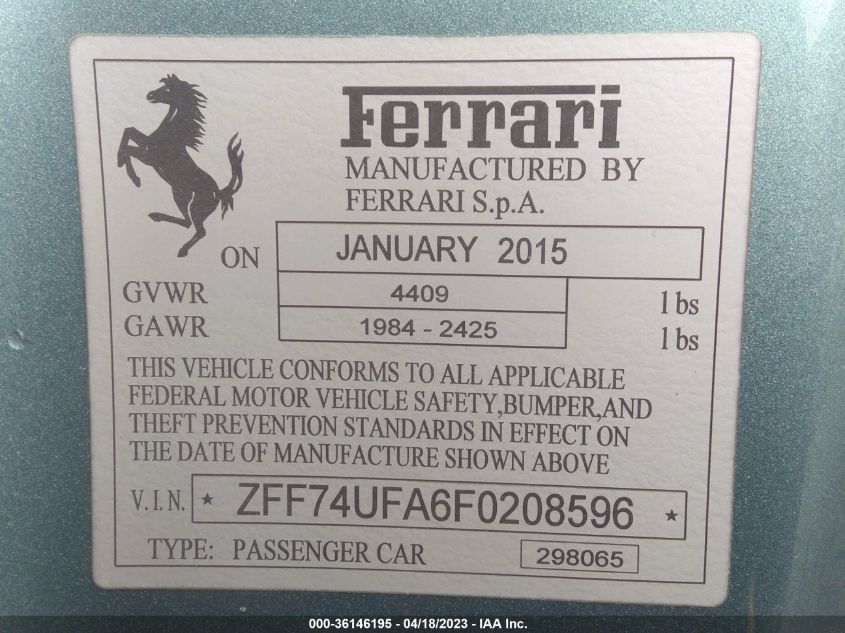 Ferrari
MANUFACTURED BY
FERRARI S.p.A.
ON JANUARY 2015
GVWR 4409 lbs
GAWR 1984 - 2425 lbs
THIS VEHICLE CONFORMS TO ALL APPLICABLE
FEDERAL MOTOR VEHICLE SAFETY,BUMPER,AND
THEFT PREVENTION STANDARDS IN EFFECT ON
THE DATE OF MANUFACTURE SHOWN ABOVE
V.I.N. * ZFF74UFA6F0208596 *
TYPE: PASSENGER CAR 298065
000-36146195 - 04/18/2023 - IAA Inc.